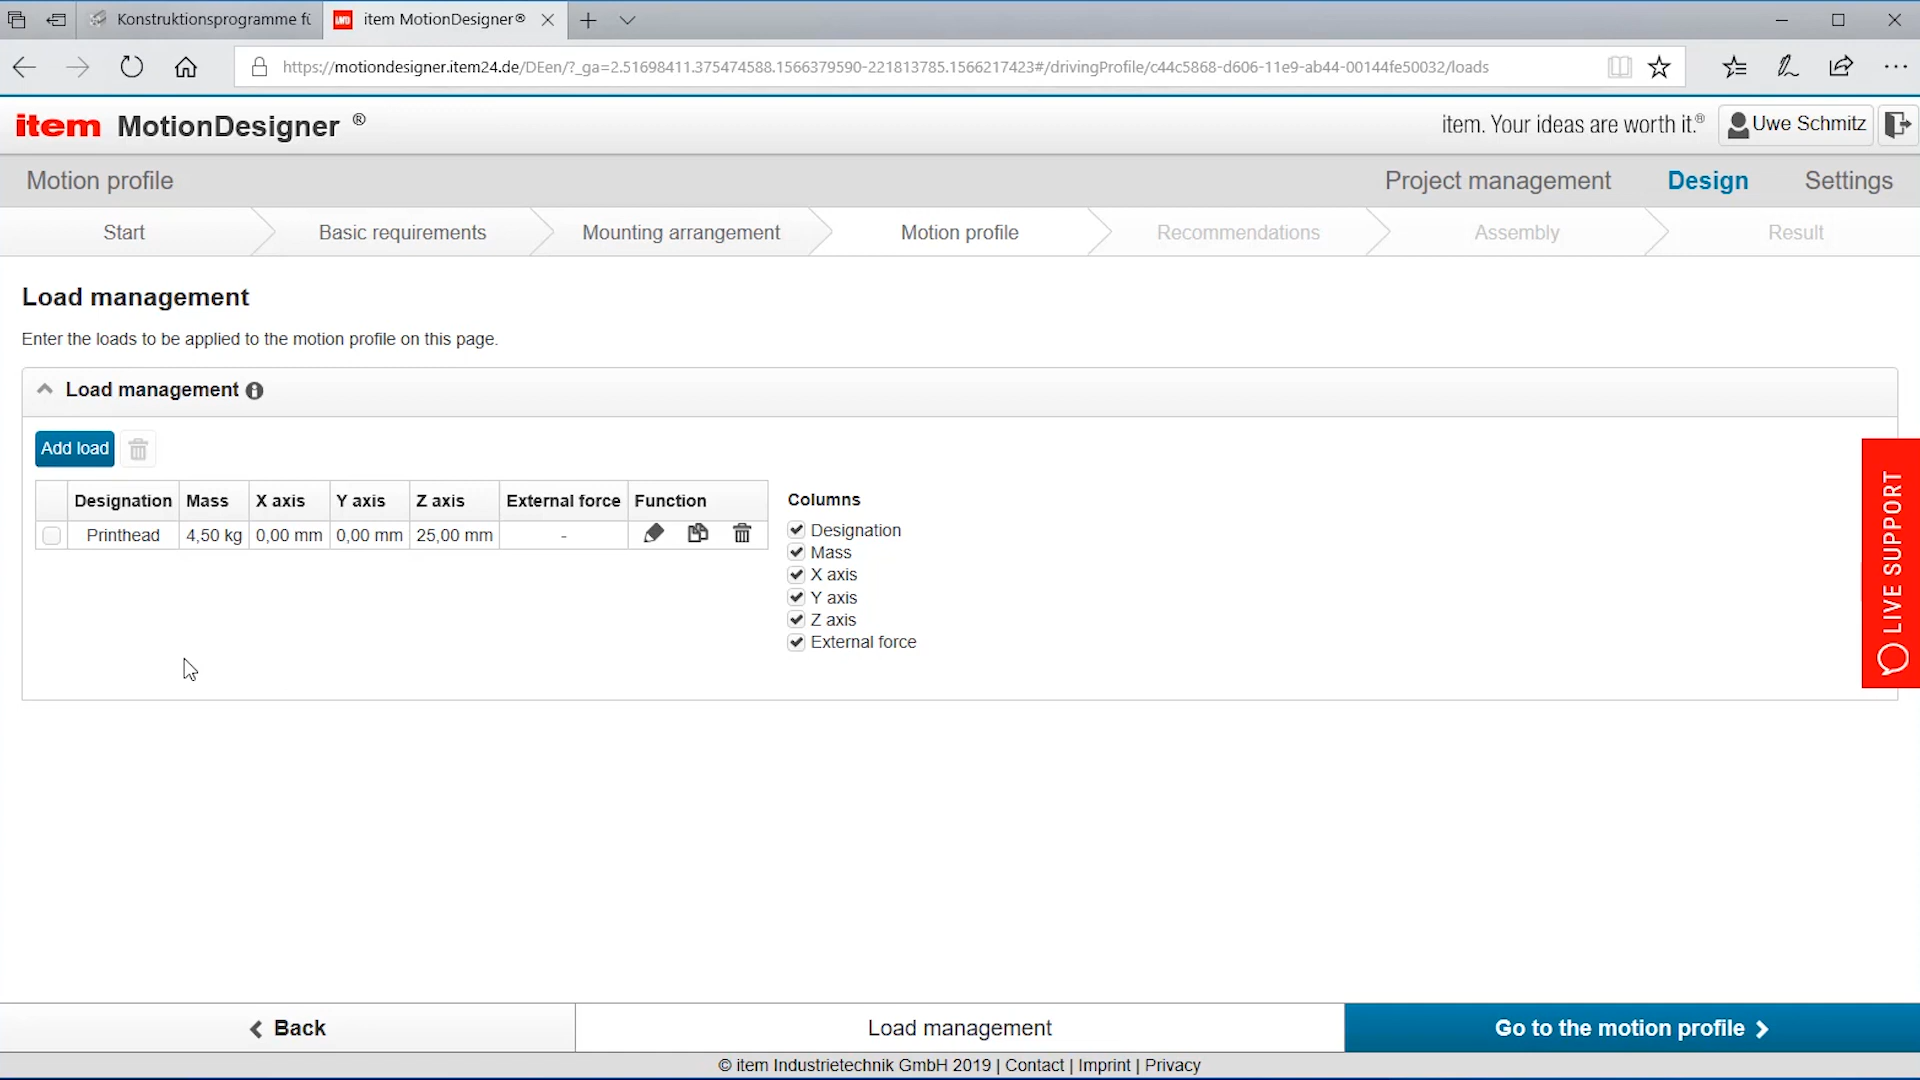 Konstruktionsprogramme fü
item MotionDesigner®
https://motiondesigner.item24.de/DEen/?_ga=2.51698411.375474588.1566379590-221813785.1566217423#/drivingProfile/c44c5868-d606-11e9-ab44-00144fe50032/loads
item MotionDesigner ®
item. Your ideas are worth it.®
Uwe Schmitz
Motion profile
Project management
Design
Settings
Start
Basic requirements
Mounting arrangement
Motion profile
Recommendations
Assembly
Result
Load management
Enter the loads to be applied to the motion profile on this page.
Load management
Add load
Designation Mass X axis Y axis Z axis External force Function
Printhead 4,50 kg 0,00 mm 0,00 mm 25,00 mm -
Columns
Designation
Mass
X axis
Y axis
Z axis
External force
LIVE SUPPORT
Back
Load management
Go to the motion profile
© item Industrietechnik GmbH 2019 | Contact | Imprint | Privacy